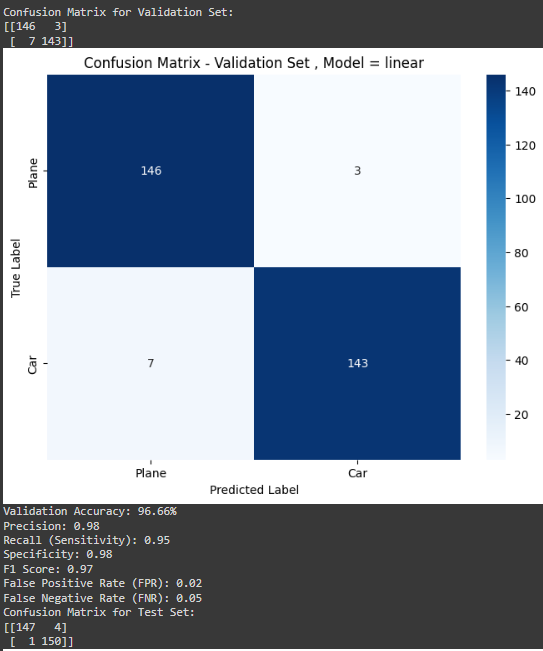 Confusion Matrix for Validation Set:
[[146   3]
 [  7 143]]
Confusion Matrix - Validation Set , Model = linear
140
Plane
146
3
120
100
True Label
80
60
Car
7
143
40
20
Plane
Car
Predicted Label
Validation Accuracy: 96.66%
Precision: 0.98
Recall (Sensitivity): 0.95
Specificity: 0.98
F1 Score: 0.97
False Positive Rate (FPR): 0.02
False Negative Rate (FNR): 0.05
Confusion Matrix for Test Set:
[[147   4]
 [  1 150]]